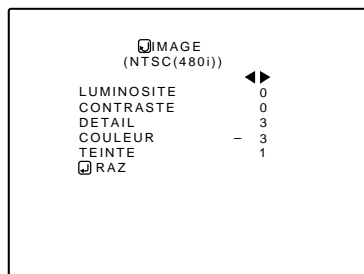 IMAGE
(NTSC(480i))
LUMINOSITE 0
CONTRASTE 0
DETAIL 3
COULEUR – 3
TEINTE 1
RAZ